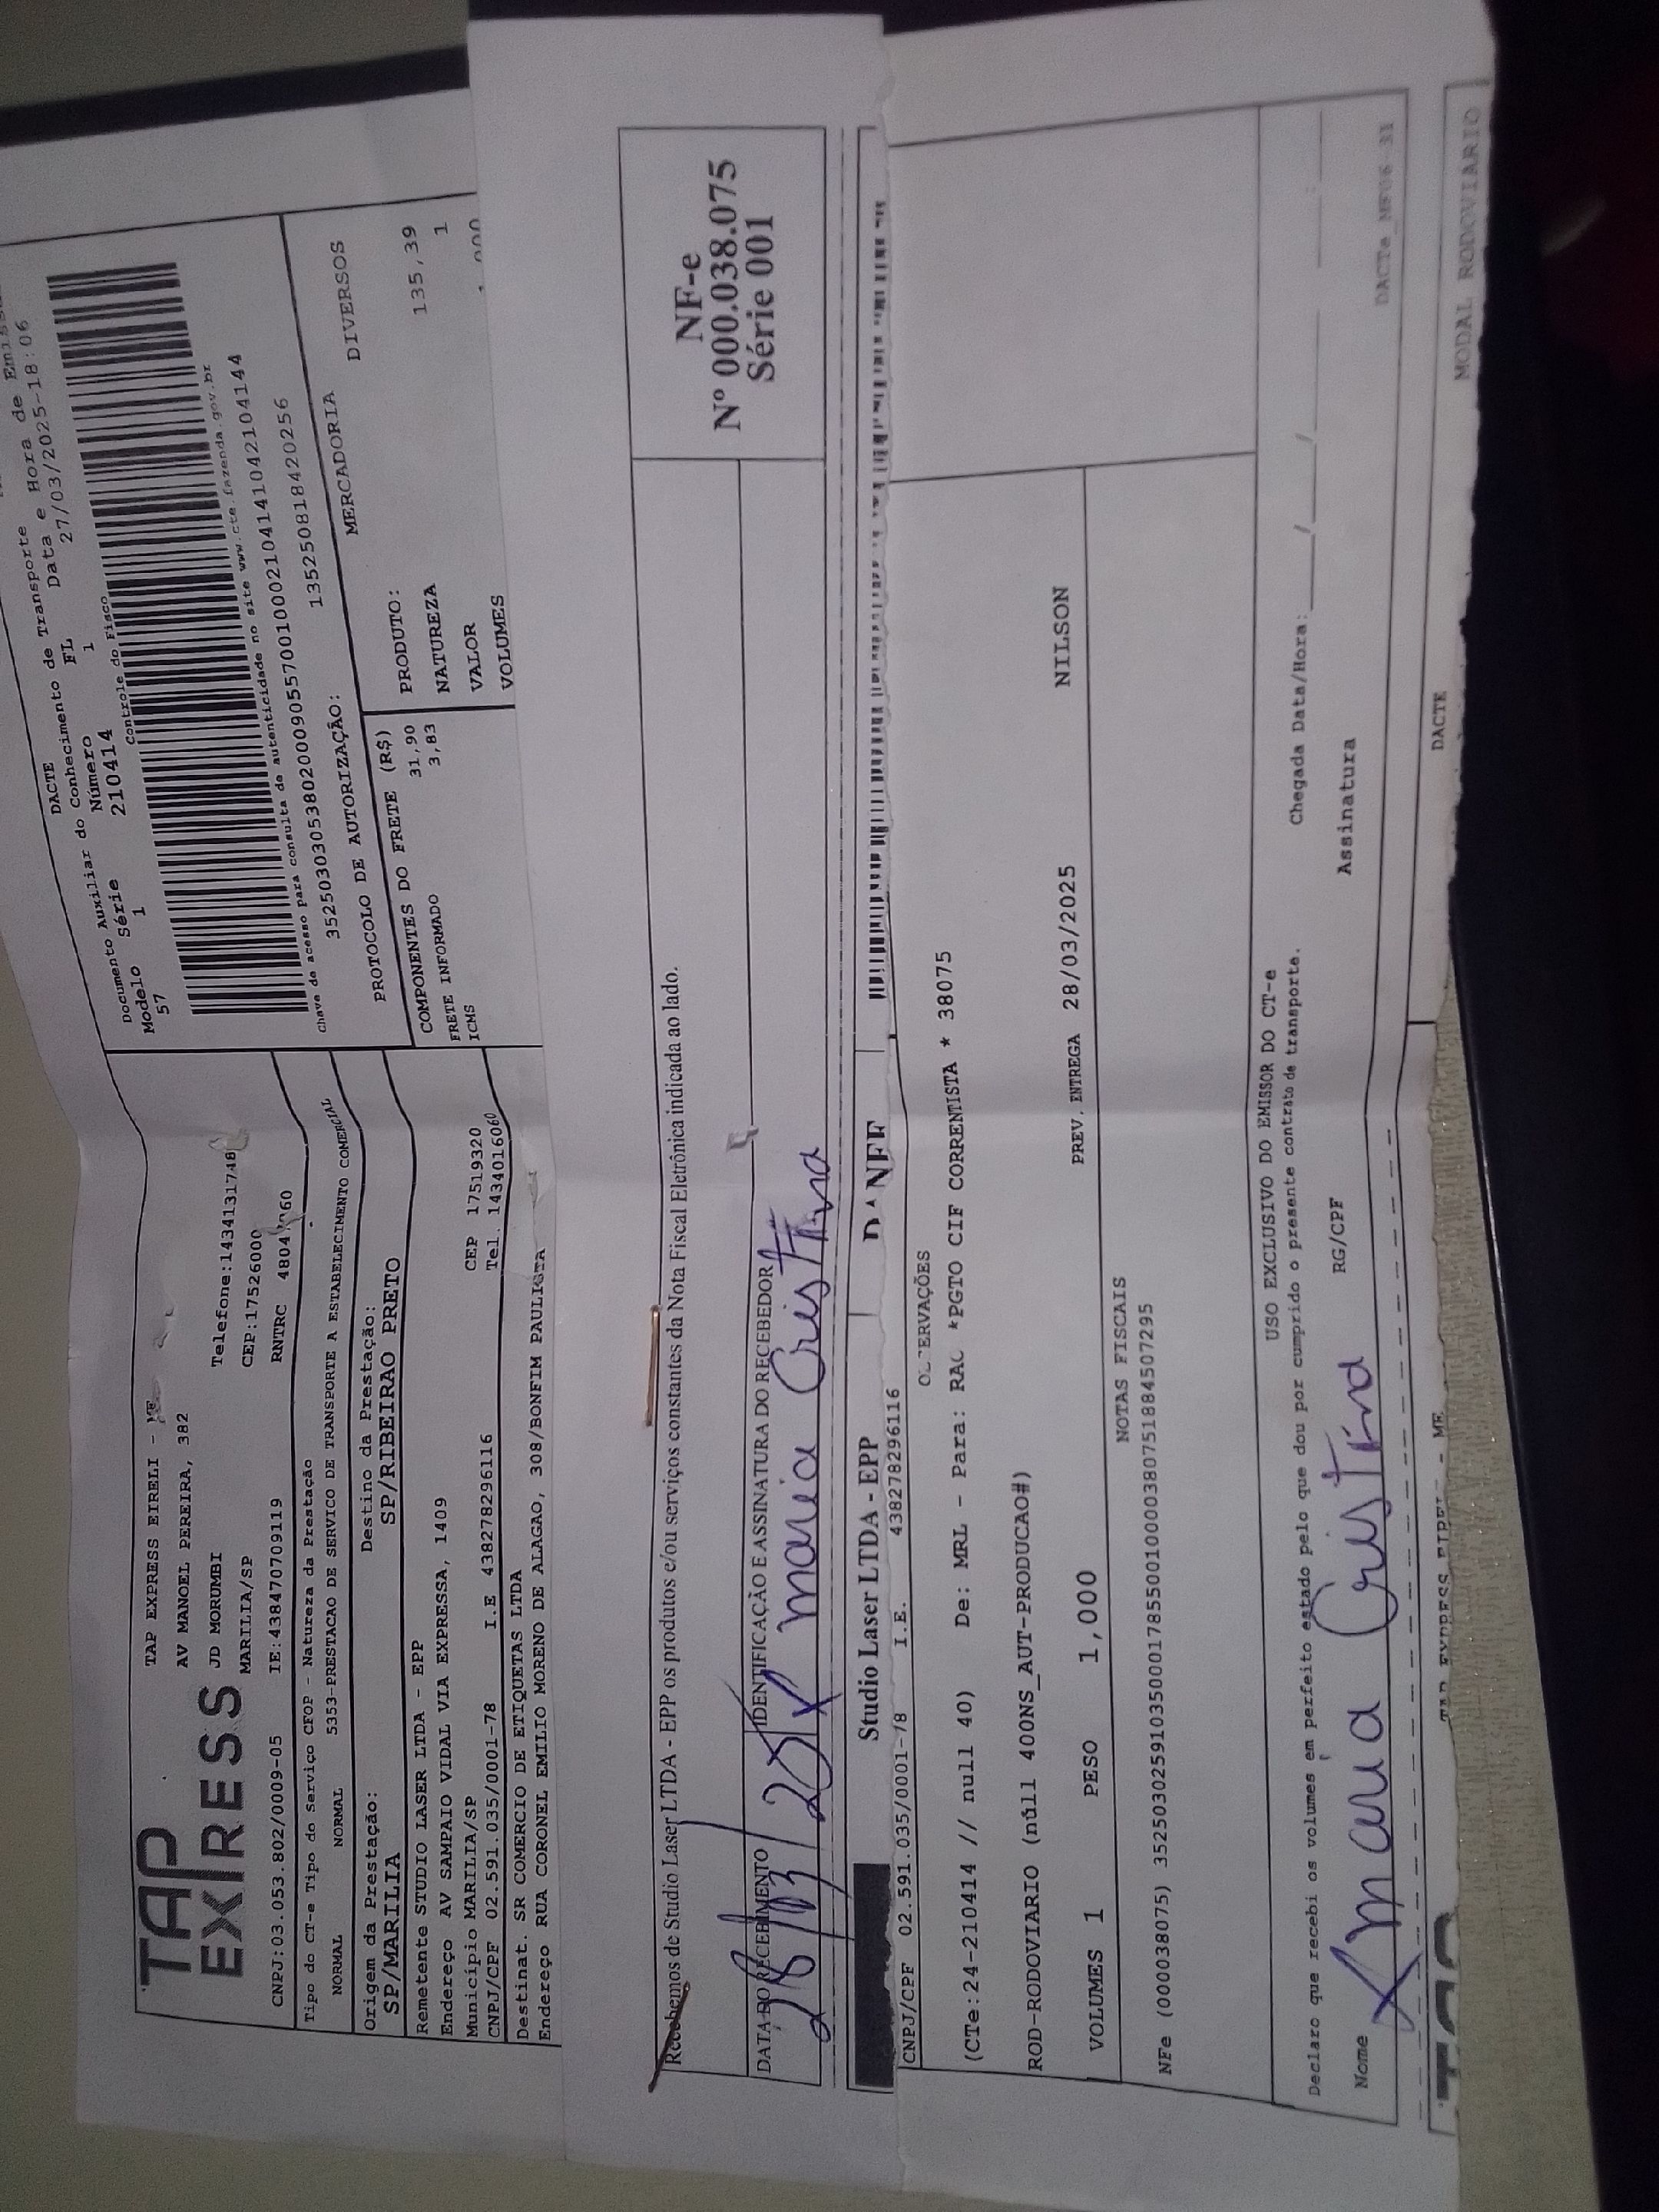 DACTE
Documento Auxiliar do Conhecimento de Transporte
Data e Hora de
Modelo Série Número FL 27/03/2025-18:06
57 1 210414 1
Controle do Fisco
TAP EXPRESS
TAP EXPRESS EIRELI - ME
AV MANOEL PEREIRA, 382
JD MORUMBI Telefone:1434131748
MARILIA/SP CEP:17526000
CNPJ:03.053.802/0009-05 IE:438470709119 RNTRC
Chave de acesso para consulta de autenticidade no site www.cte.fazenda.gov.br
35250303053802000905570010002104141042104144
PROTOCOLO DE AUTORIZAÇÃO: 135250818420256
Tipo do CT-e Tipo do Serviço CFOP - Natureza da Prestação
NORMAL NORMAL 5353-PRESTACAO DE SERVICO DE TRANSPORTE A ESTABELECIMENTO COMERCIAL
Origem da Prestação: Destino da Prestação:
SP/MARILIA SP/RIBEIRAO PRETO
COMPONENTES DO FRETE (R$)
FRETE INFORMADO 31,90
ICMS 3,83
MERCADORIA
PRODUTO: DIVERSOS
NATUREZA
VALOR 135,39
VOLUMES 1
Remetente STUDIO LASER LTDA - EPP
Endereço AV SAMPAIO VIDAL VIA EXPRESSA, 1409
Município MARILIA/SP CEP 17519320
CNPJ/CPF 02.591.035/0001-78 I.E 438278296116 Tel. 1434016060
Destinat. SR COMERCIO DE ETIQUETAS LTDA
Endereço RUA CORONEL EMILIO MORENO DE ALAGAO, 308/BONFIM PAULISTA
Recebemos de Studio Laser LTDA - EPP os produtos e/ou serviços constantes da Nota Fiscal Eletrônica indicada ao lado.
NF-e
Nº 000.038.075
Série 001
DATA DO RECEBIMENTO IDENTIFICAÇÃO E ASSINATURA DO RECEBEDOR
28/03/25 X Maria Cristina
Studio Laser LTDA - EPP
CNPJ/CPF 02.591.035/0001-78 I.E. 438278296116
(CTe:24-210414 // null 40) De: MRL - Para: RAO *PGTO CIF CORRENTISTA * 38075
ROD-RODOVIARIO (null 400NS_AUT-PRODUCAO#)
VOLUMES 1 PESO 1,000 PREV. ENTREGA 28/03/2025 NILSON
NOTAS FISCAIS
NFe (000038075) 35250302591035000178550010000380751884507295
USO EXCLUSIVO DO EMISSOR DO CT-e
Declaro que recebi os volumes em perfeito estado pelo que dou por cumprido o presente contrato de transporte. Chegada Data/Hora: ___/___/___ ___:___
Nome X Maria Cristina RG/CPF Assinatura
DACTE
MODAL RODOVIARIO